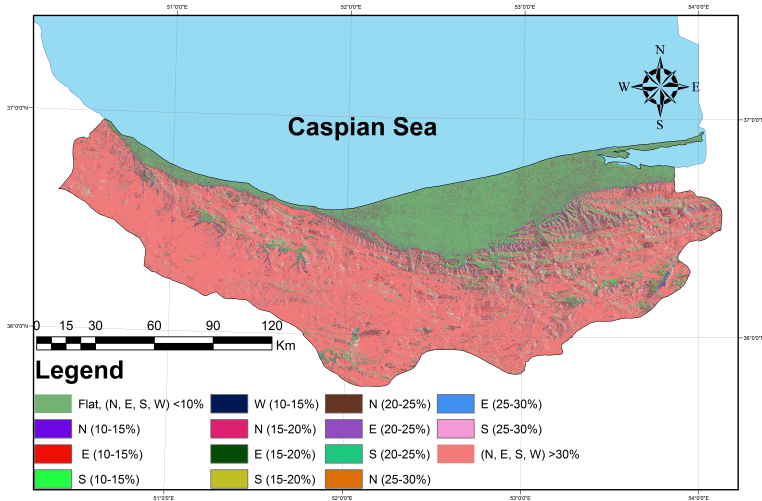 51°0'0"E 52°0'0"E 53°0'0"E 54°0'0"E
N
W E
S
37°0'0"N 37°0'0"N
Caspian Sea
36°0'0"N 36°0'0"N
0 15 30 60 90 120
Km
Legend
Flat, (N, E, S, W) <10% W (10-15%) N (20-25%) E (25-30%)
N (10-15%) N (15-20%) E (20-25%) S (25-30%)
E (10-15%) E (15-20%) S (20-25%) (N, E, S, W) >30%
S (10-15%) S (15-20%) N (25-30%)
51°0'0"E 52°0'0"E 53°0'0"E 54°0'0"E